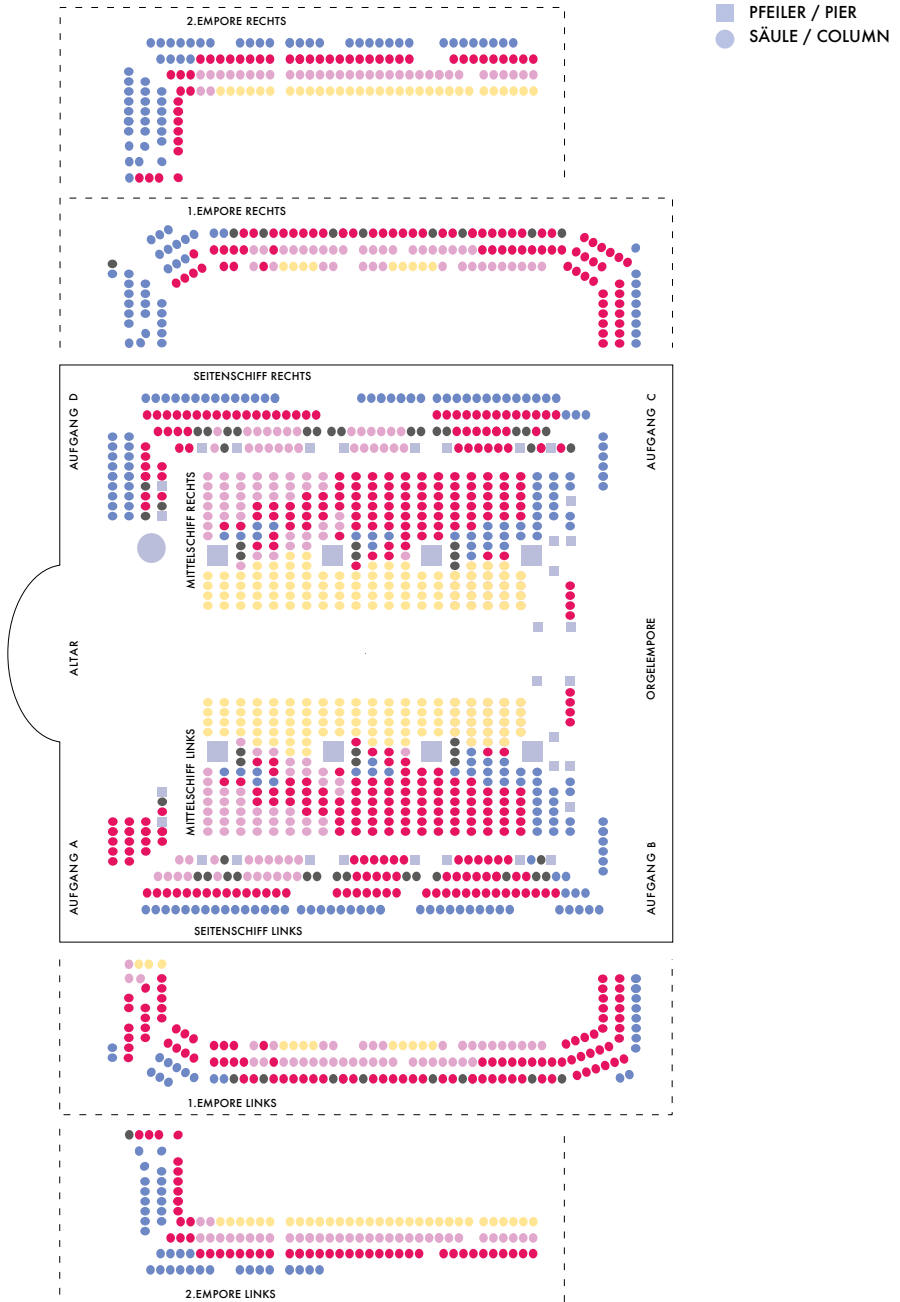 2.EMPORE RECHTS
PFEILER / PIER
SÄULE / COLUMN
1.EMPORE RECHTS
SEITENSCHIFF RECHTS
AUFGANG D
AUFGANG C
MITTELSCHIFF RECHTS
ALTAR
ORGELEMPORE
MITTELSCHIFF LINKS
AUFGANG A
AUFGANG B
SEITENSCHIFF LINKS
1.EMPORE LINKS
2.EMPORE LINKS